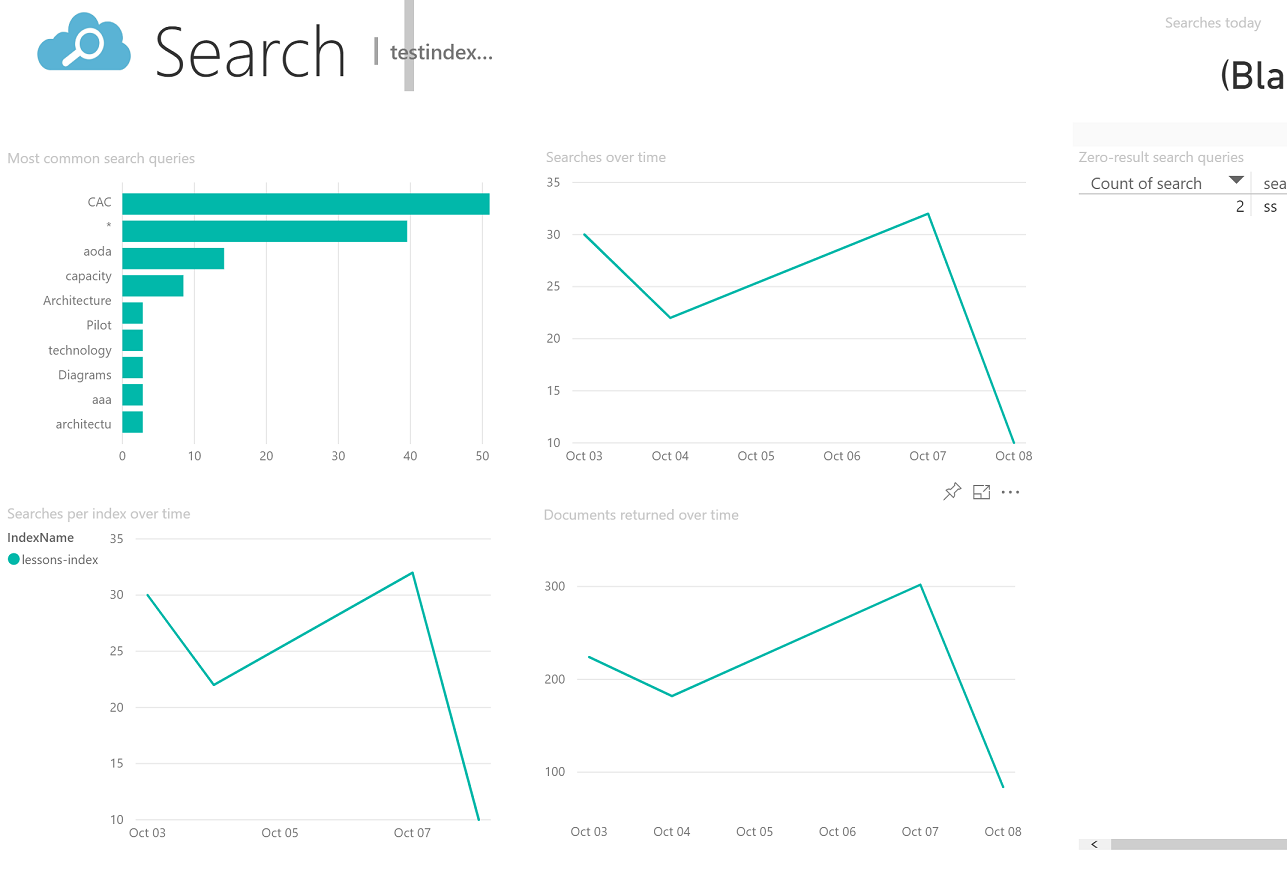 Search
testindex...
Searches today
(Bla
Most common search queries
CAC
*
aoda
capacity
Architecture
Pilot
technology
Diagrams
aaa
architectu
0 10 20 30 40 50
Searches over time
35
30
25
20
15
10
Oct 03 Oct 04 Oct 05 Oct 06 Oct 07 Oct 08
Zero-result search queries
Count of search sea
2 ss
Searches per index over time
IndexName
lessons-index
35
30
25
20
15
10
Oct 03 Oct 05 Oct 07
Documents returned over time
300
200
100
Oct 03 Oct 04 Oct 05 Oct 06 Oct 07 Oct 08